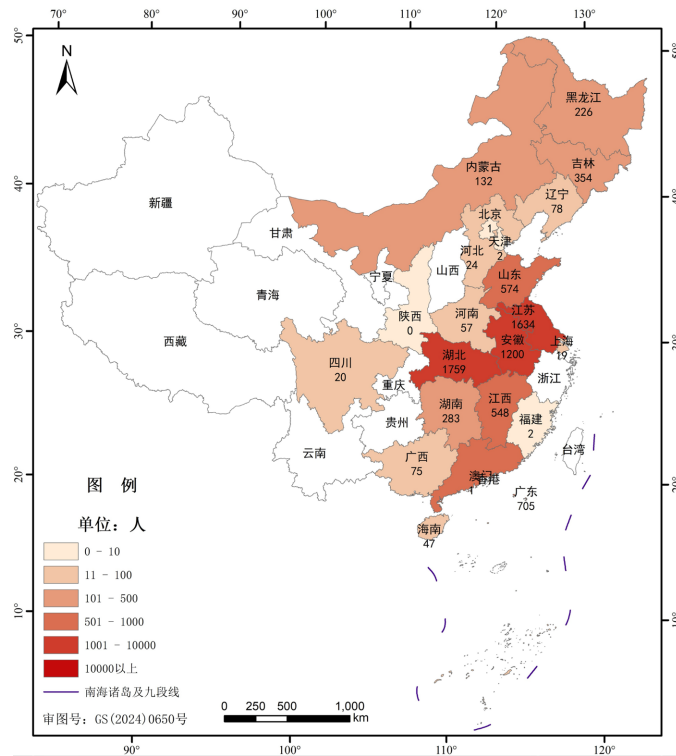 70° 80° 90° 100° 110° 120° 130°
50° 50°
N
黑龙江
226
内蒙古
132
吉林
354
40° 40°
辽宁
78
新疆
北京
1
天津
2
甘肃
河北
24
山西
宁夏
山东
574
青海
陕西
0
河南
57
江苏
1634
30° 30°
西藏
安徽
1200
上海
19
湖北
1759
四川
20
浙江
重庆
湖南
283
江西
548
贵州
福建
2
云南
台湾
广西
75
20° 20°
澳门
1
香港
图 例
广东
705
单位：人
海南
47
0 - 10
11 - 100
101 - 500
501 - 1000
10° 10°
1001 - 10000
10000以上
南海诸岛及九段线
审图号：GS(2024)0650号
0 250 500 1,000
km
90° 100° 110° 120°